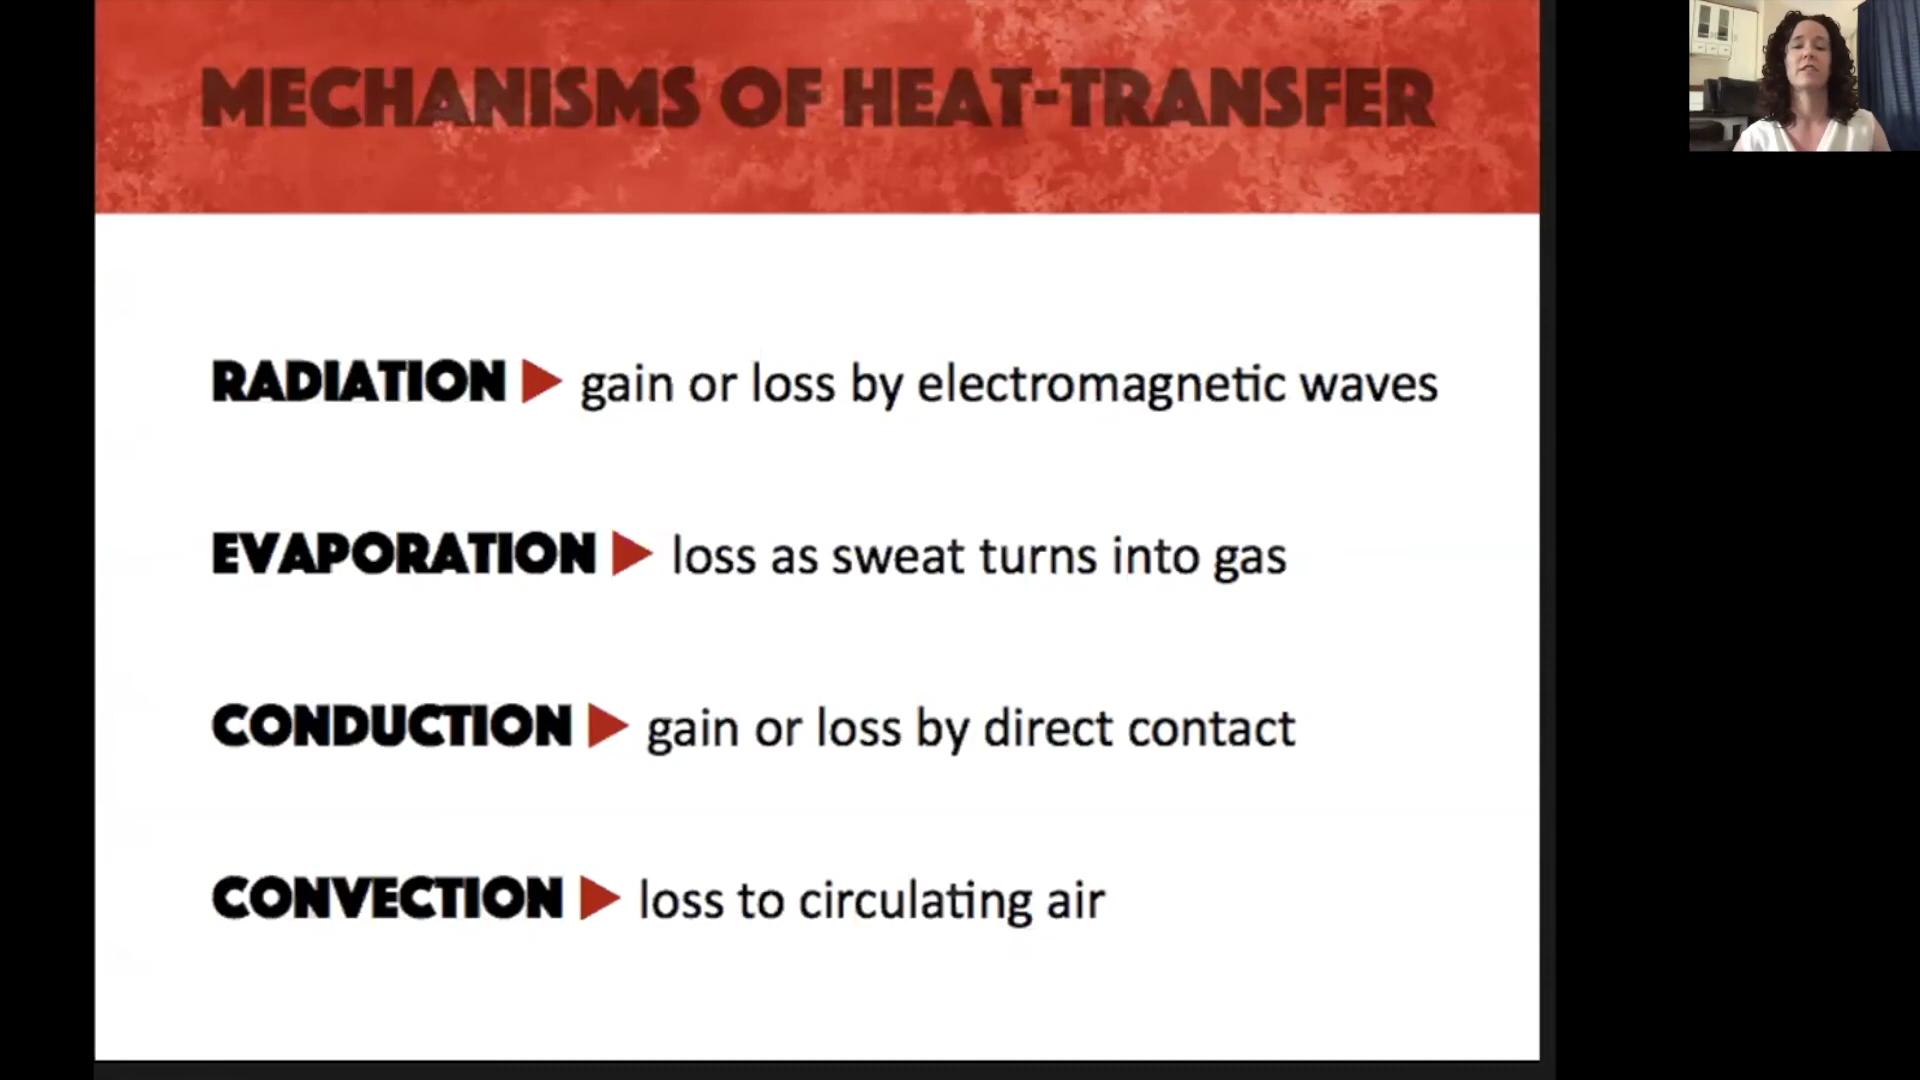 MECHANISMS OF HEAT-TRANSFER
RADIATION ▶ gain or loss by electromagnetic waves
EVAPORATION ▶ loss as sweat turns into gas
CONDUCTION ▶ gain or loss by direct contact
CONVECTION ▶ loss to circulating air